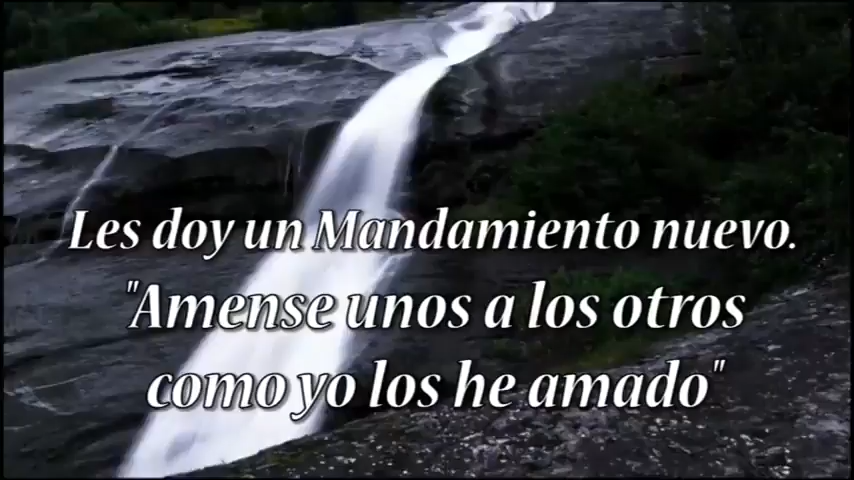 Les doy un Mandamiento nuevo.
"Amense unos a los otros
como yo los he amado"